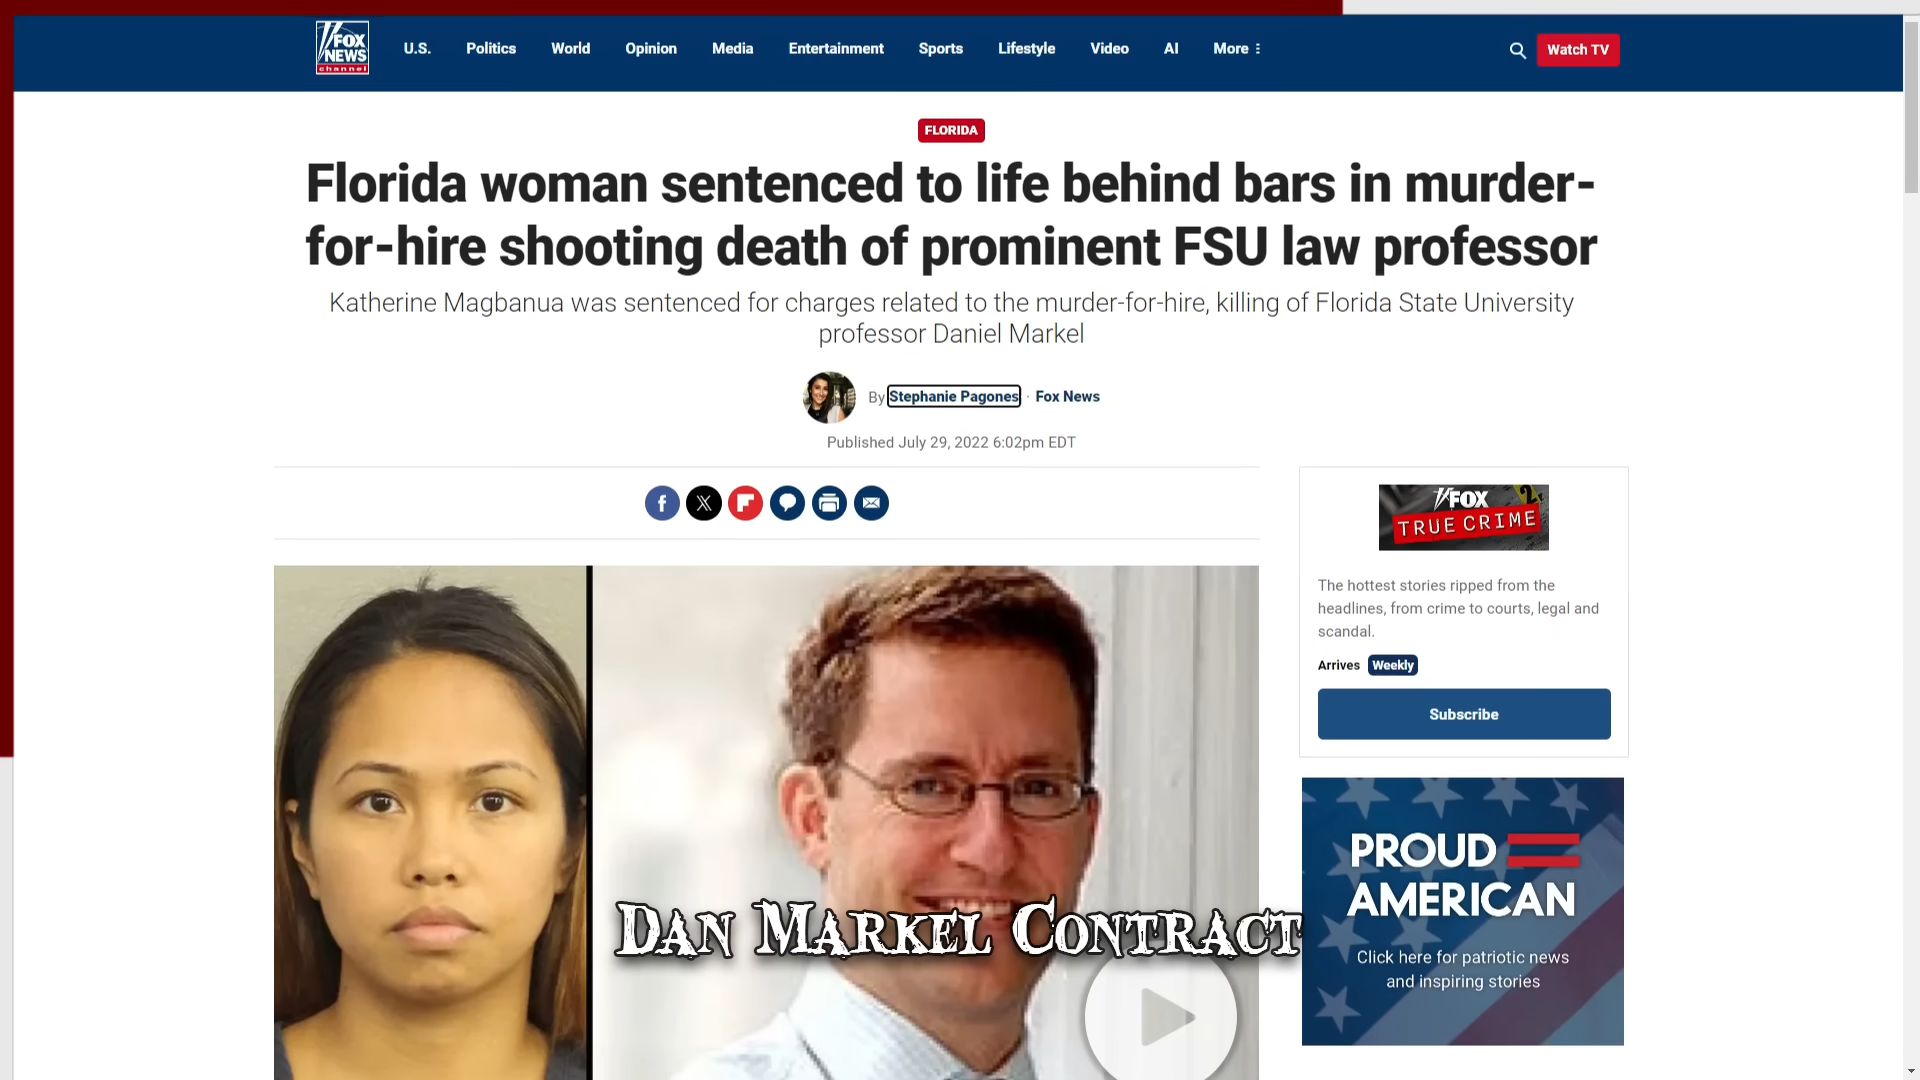 FOX
NEWS
channel
U.S. Politics World Opinion Media Entertainment Sports Lifestyle Video AI More
Watch TV
FLORIDA
Florida woman sentenced to life behind bars in murder-
for-hire shooting death of prominent FSU law professor
Katherine Magbanua was sentenced for charges related to the murder-for-hire, killing of Florida State University
professor Daniel Markel
By Stephanie Pagones · Fox News
Published July 29, 2022 6:02pm EDT
FOX
TRUE CRIME
2
The hottest stories ripped from the
headlines, from crime to courts, legal and
scandal.
Arrives Weekly
Subscribe
DAN MARKEL CONTRACT
PROUD
AMERICAN
Click here for patriotic news
and inspiring stories